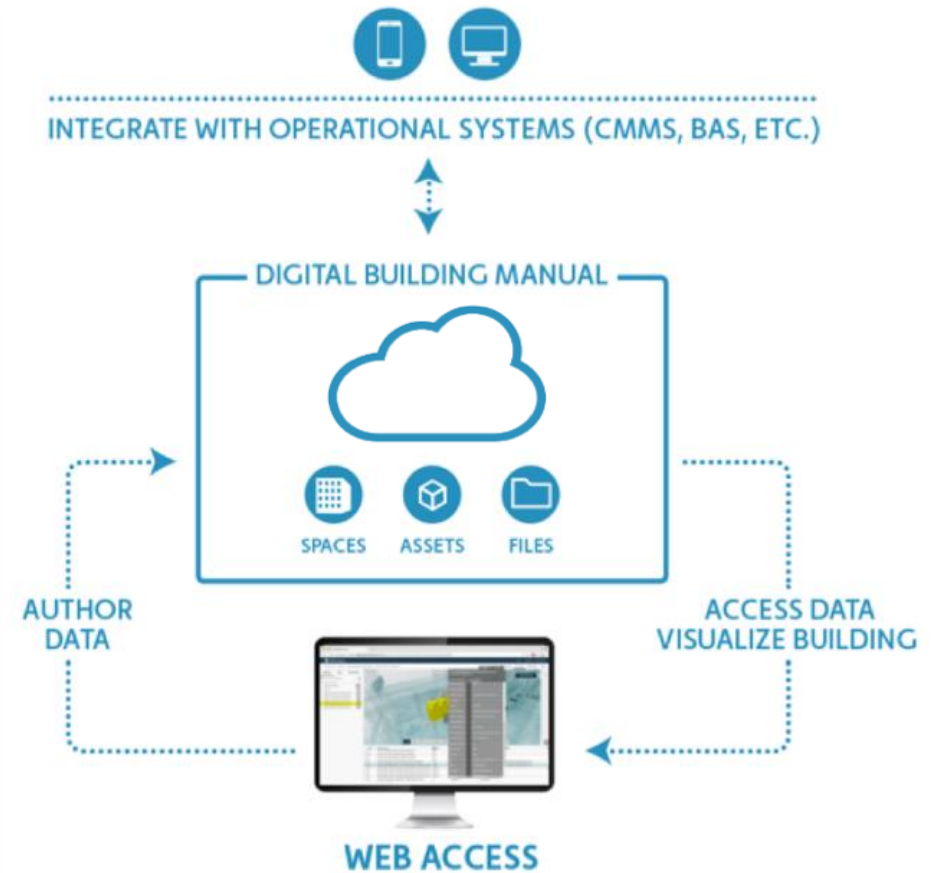 INTEGRATE WITH OPERATIONAL SYSTEMS (CMMS, BAS, ETC.)
DIGITAL BUILDING MANUAL
SPACES
ASSETS
FILES
AUTHOR
DATA
ACCESS DATA
VISUALIZE BUILDING
WEB ACCESS